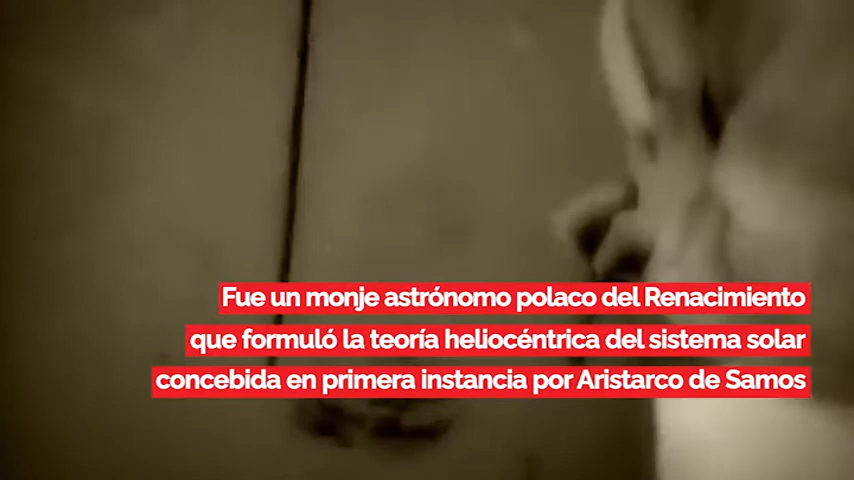 Fue un monje astrónomo polaco del Renacimiento
que formuló la teoría heliocéntrica del sistema solar
concebida en primera instancia por Aristarco de Samos